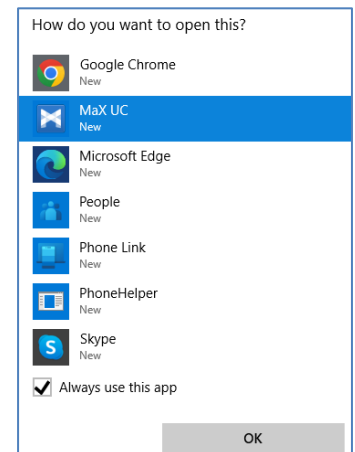 How do you want to open this?
Google Chrome
New
MaX UC
New
Microsoft Edge
New
People
New
Phone Link
New
PhoneHelper
New
Skype
New
Always use this app
OK